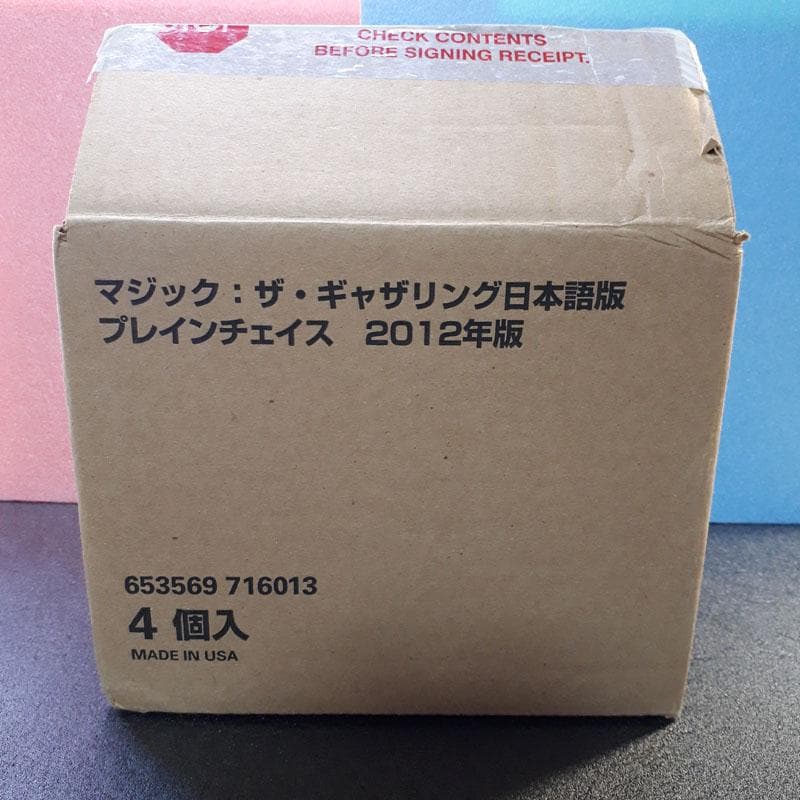 CHECK CONTENTS
BEFORE SIGNING RECEIPT.
マジック：ザ・ギャザリング日本語版
プレインチェイス 2012年版
653569 716013
4 個入
MADE IN USA